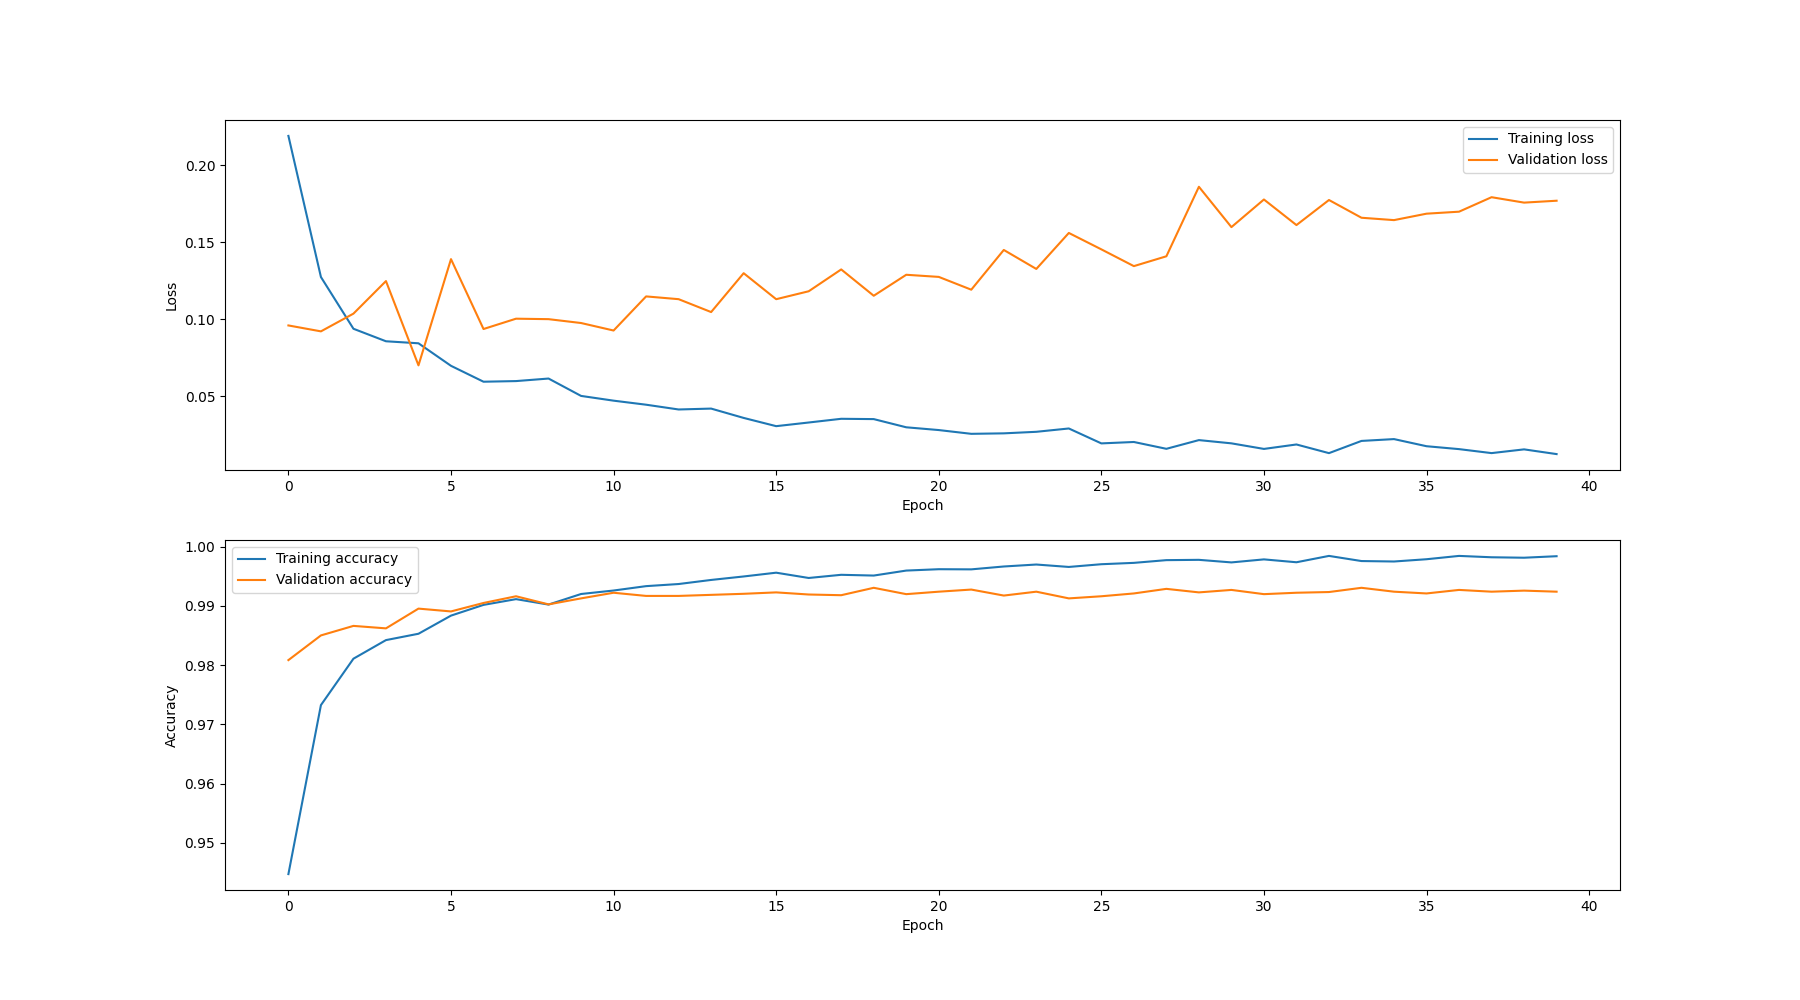 Training loss
Validation loss
0.20
0.15
0.10
0.05
Loss
0 5 10 15 20 25 30 35 40
Epoch
Training accuracy
Validation accuracy
1.00
0.99
0.98
0.97
0.96
0.95
Accuracy
0 5 10 15 20 25 30 35 40
Epoch